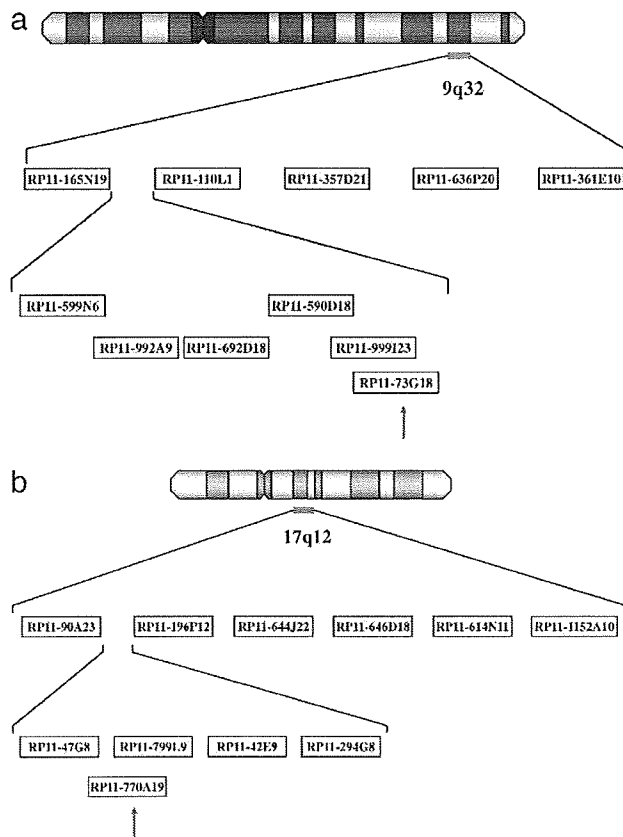 a
9q32
RP11-165N19 RP11-110L1 RP11-357D21 RP11-636P20 RP11-361E10
RP11-599N6 RP11-590D18
RP11-992A9 RP11-692D18 RP11-999I23
RP11-73G18
b
17q12
RP11-90A23 RP11-196P12 RP11-644J22 RP11-646D18 RP11-614N11 RP11-1152A10
RP11-47G8 RP11-799L9 RP11-42E9 RP11-294G8
RP11-770A19